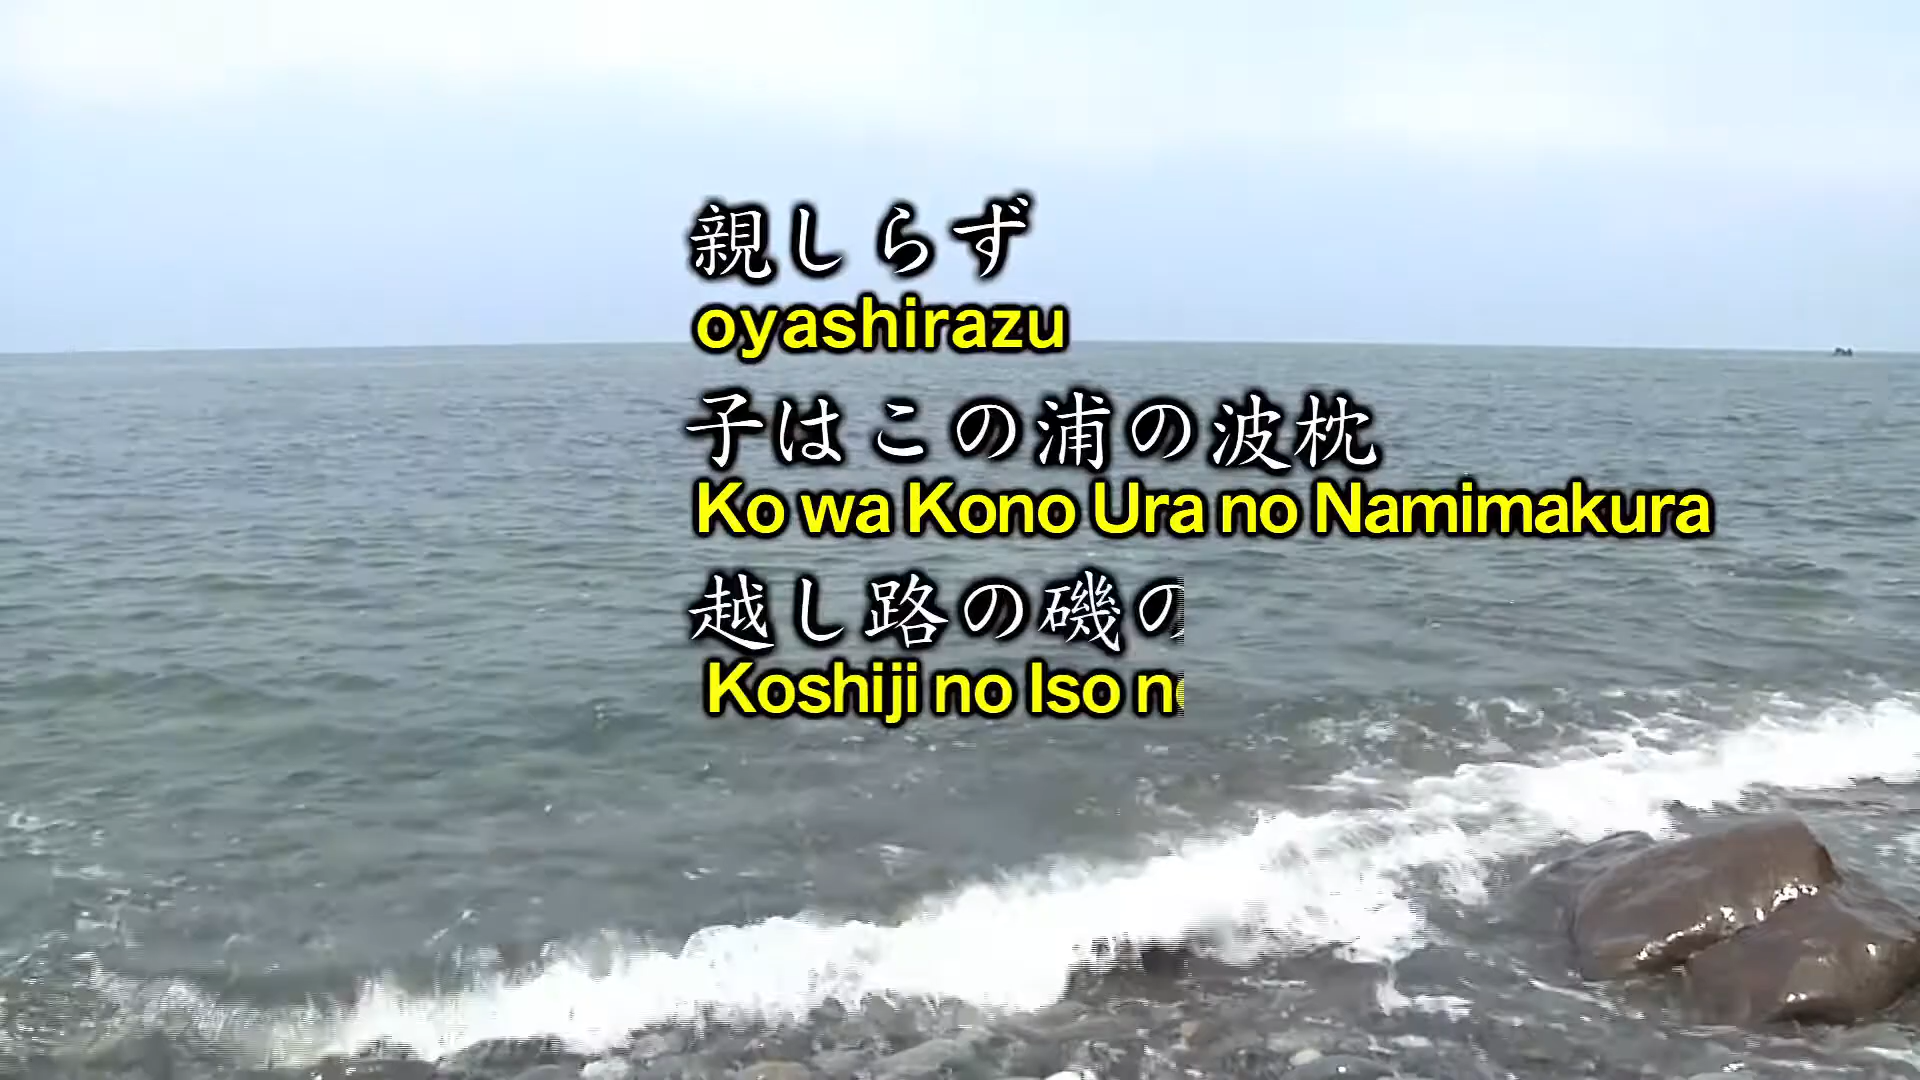 親しらず
oyashirazu
子はこの浦の波枕
Ko wa Kono Ura no Namimakura
越し路の磯の
Koshiji no Iso n